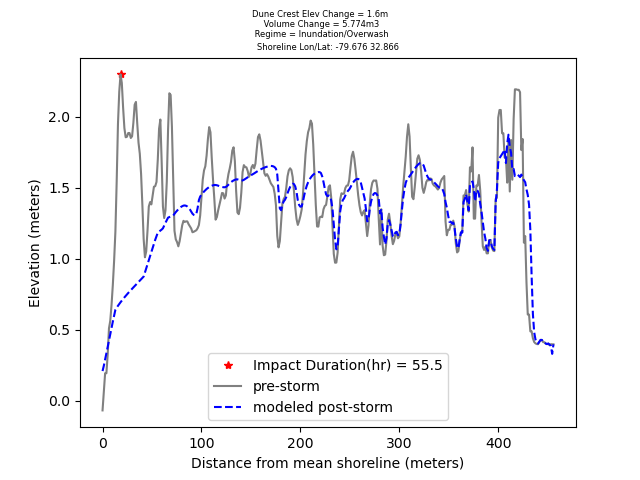 Dune Crest Elev Change = 1.6m
Volume Change = 5.774m3
Regime = Inundation/Overwash
Shoreline Lon/Lat: -79.676 32.866
2.0
1.5
1.0
0.5
0.0
Elevation (meters)
Impact Duration(hr) = 55.5
pre-storm
modeled post-storm
0 100 200 300 400
Distance from mean shoreline (meters)